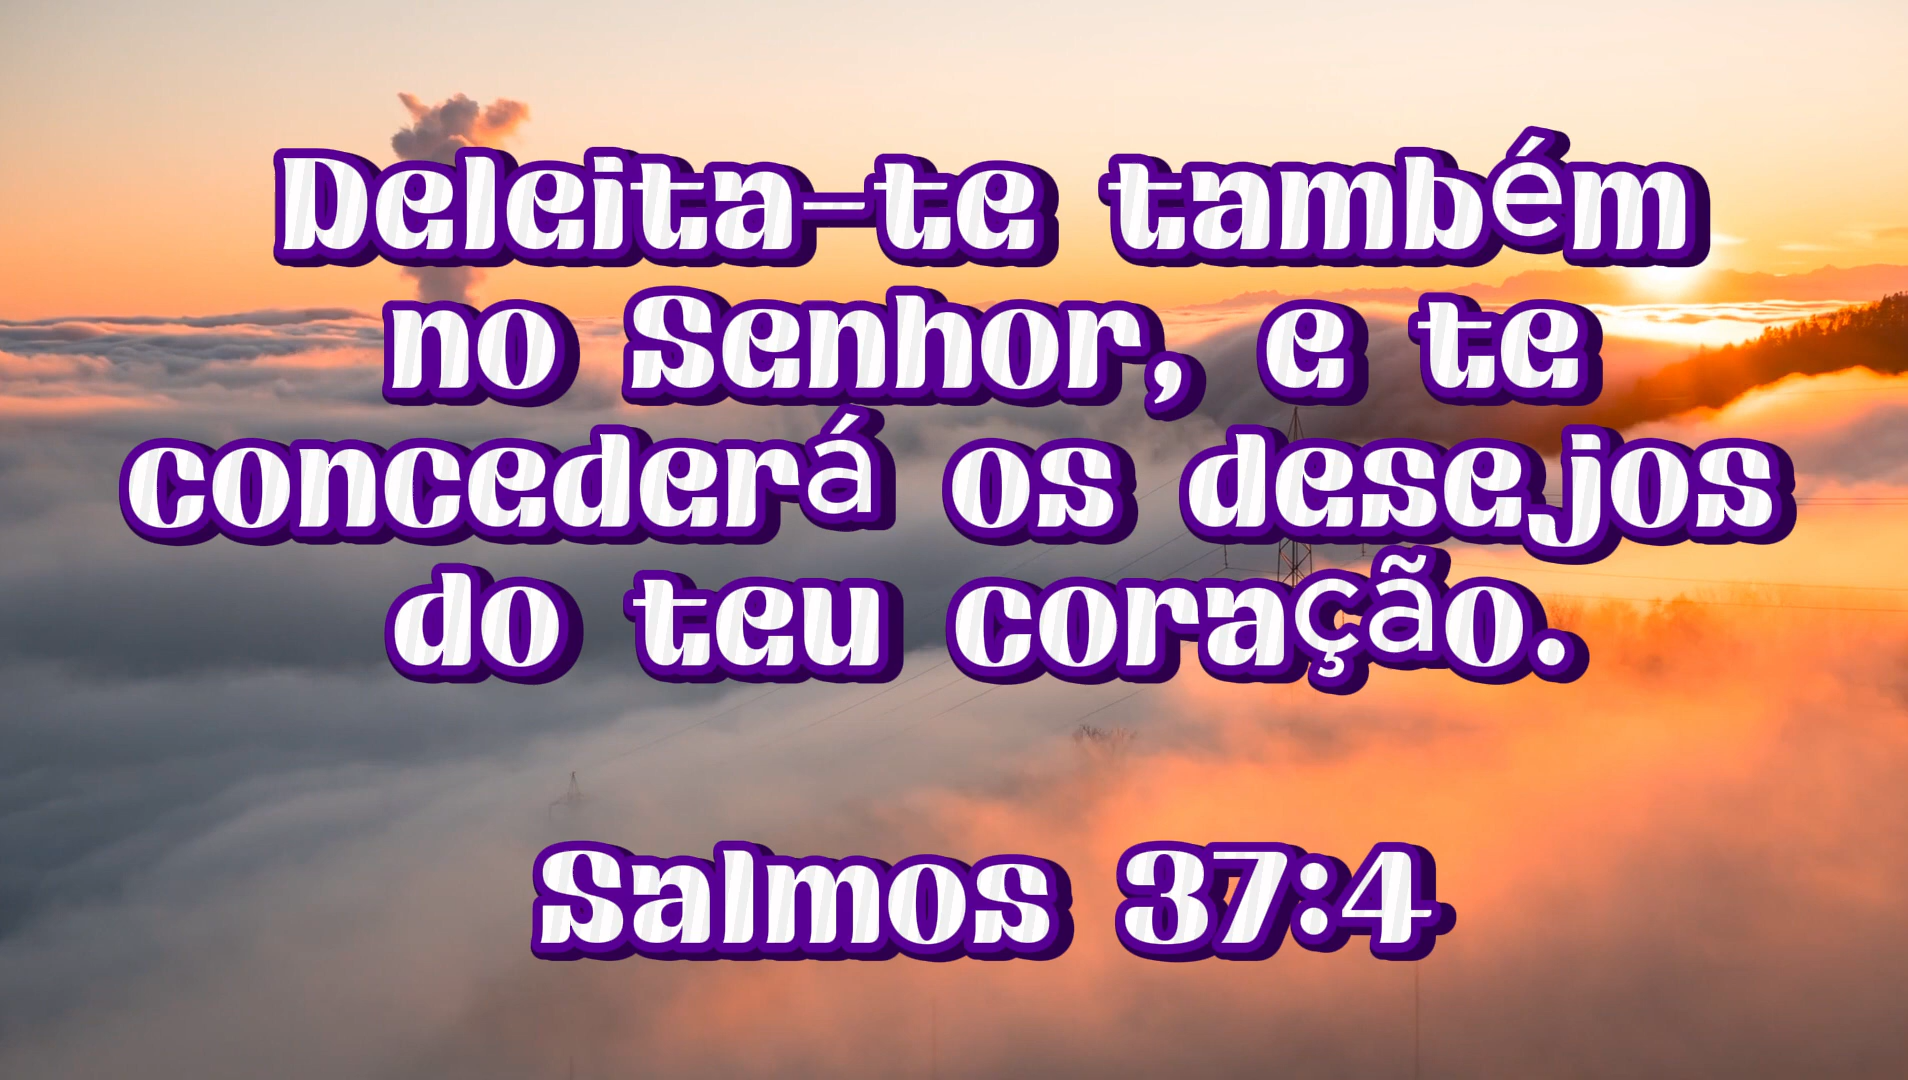 Deleita-te também
no Senhor, e te
concederá os desejos
do teu coração.
Salmos 37:4